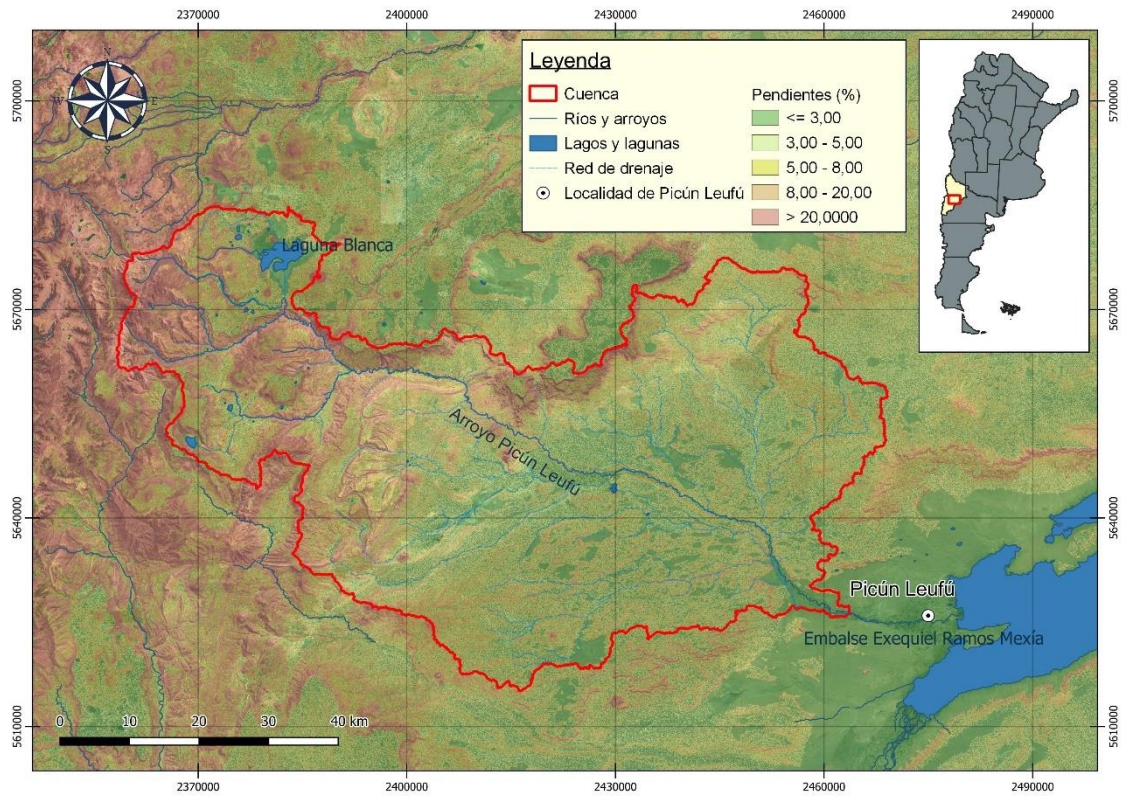 2370000
2400000
2430000
2460000
2490000
5700000
5670000
5640000
5610000
N
E
S
W
Leyenda
Cuenca
Ríos y arroyos
Lagos y lagunas
Red de drenaje
Localidad de Picún Leufú
Pendientes (%)
<= 3,00
3,00 - 5,00
5,00 - 8,00
8,00 - 20,00
> 20,0000
5700000
5670000
5640000
5610000
Laguna Blanca
Arroyo Picún Leufú
Picún Leufú
Embalse Exequiel Ramos Mexía
0
10
20
30
40 km
2370000
2400000
2430000
2460000
2490000